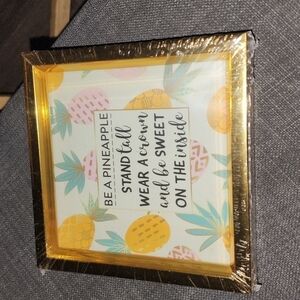 BE A PINEAPPLE
STAND tall
WEAR A crown
and be SWEET
ON THE inside